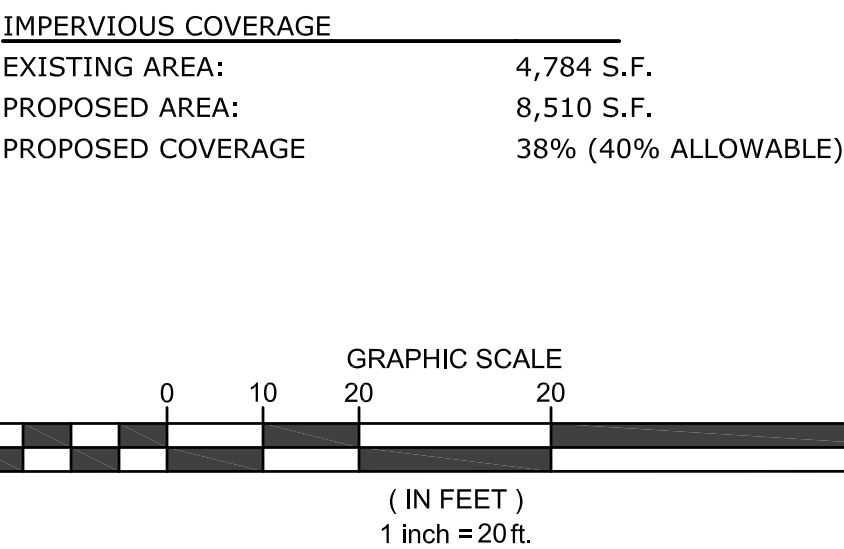 IMPERVIOUS COVERAGE
EXISTING AREA: 4,784 S.F.
PROPOSED AREA: 8,510 S.F.
PROPOSED COVERAGE 38% (40% ALLOWABLE)
GRAPHIC SCALE
0 10 20 20
( IN FEET )
1 inch = 20 ft.